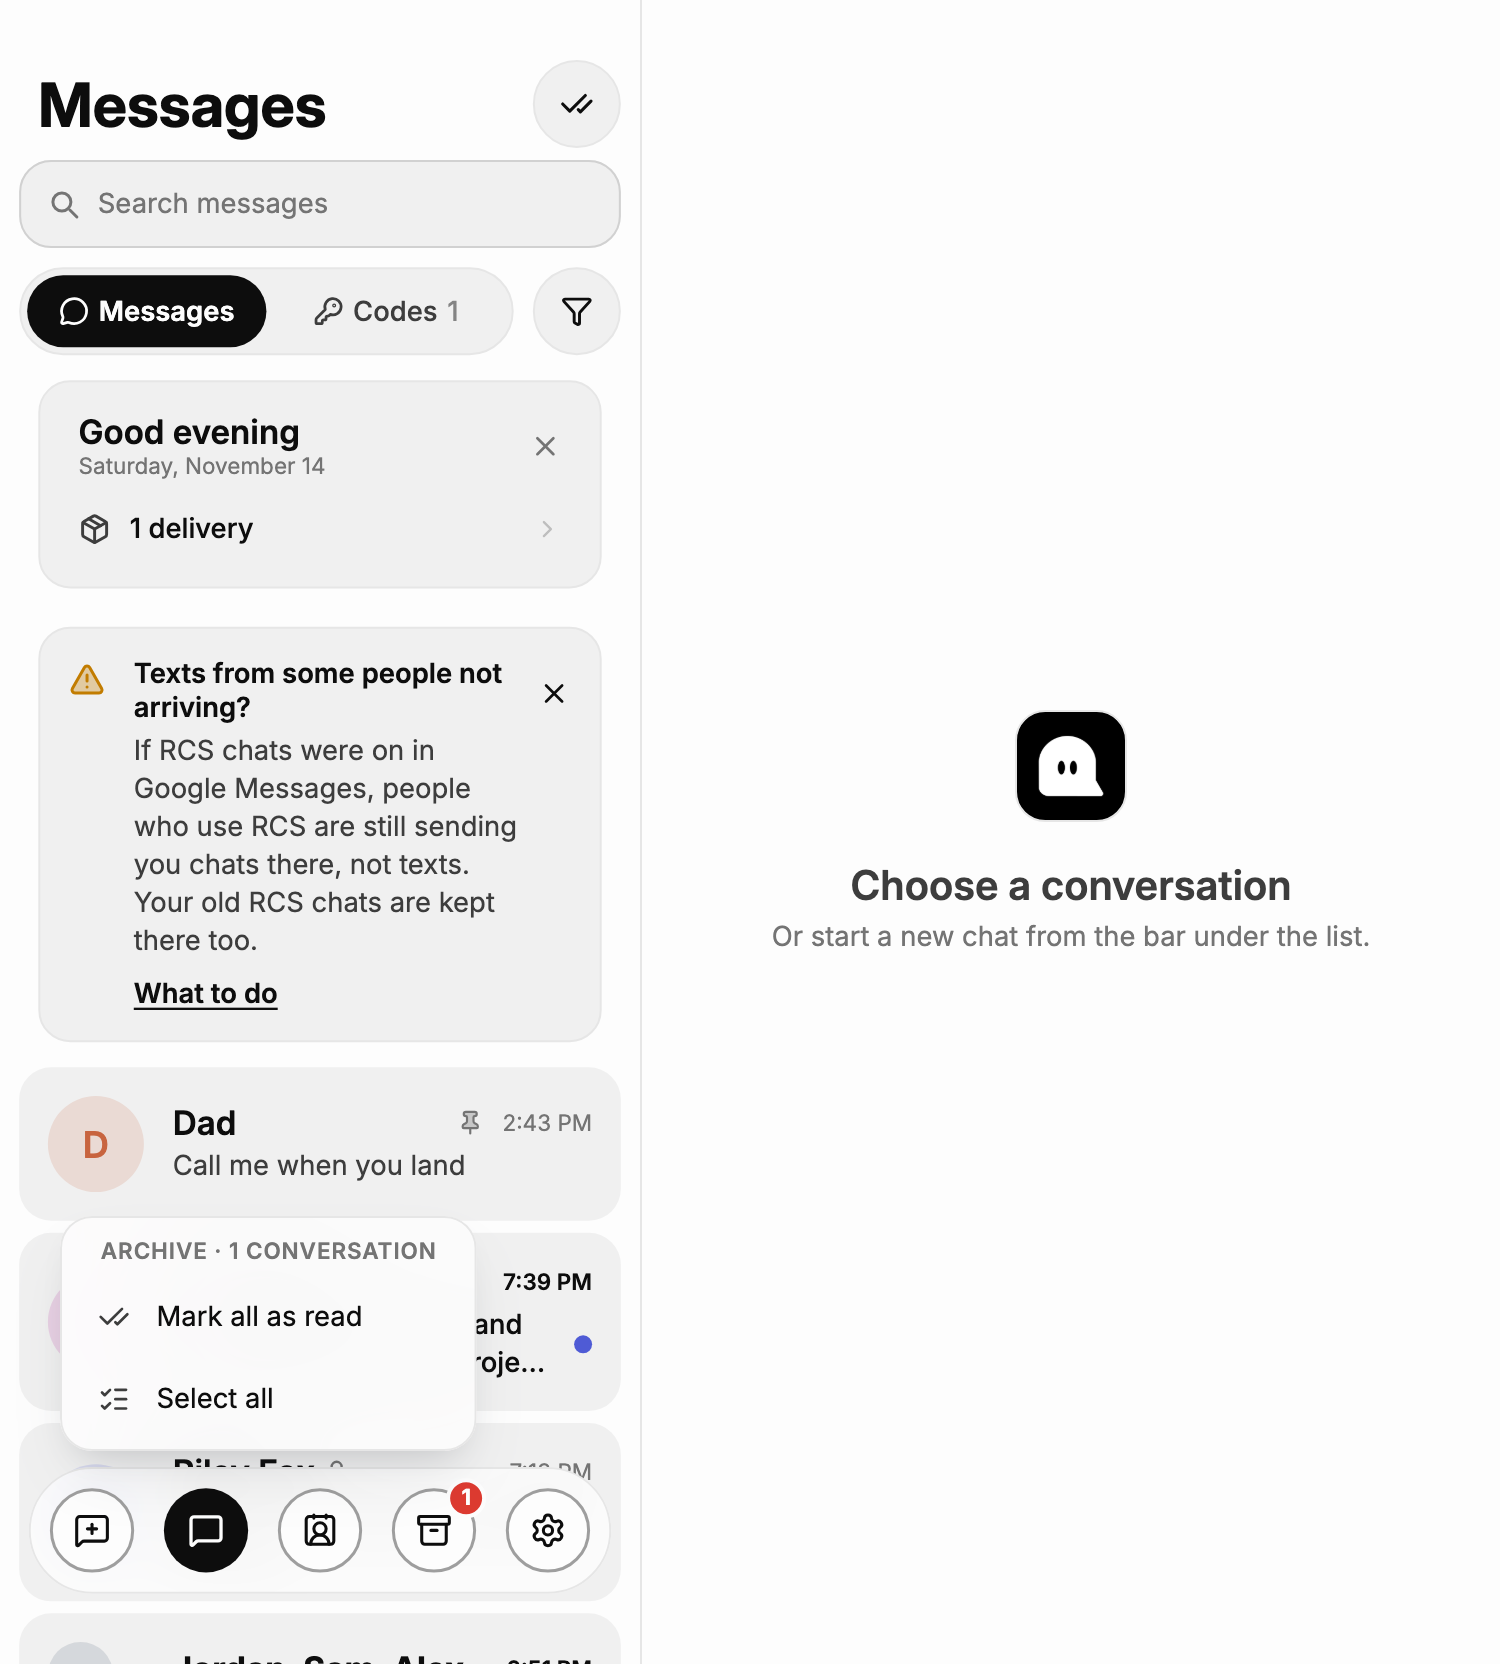 Messages
Search messages
Messages
Codes 1
Good evening
Saturday, November 14
1 delivery
Texts from some people not
arriving?
If RCS chats were on in
Google Messages, people
who use RCS are still sending
you chats there, not texts.
Your old RCS chats are kept
there too.
What to do
Dad 2:43 PM
D
Call me when you land
ARCHIVE · 1 CONVERSATION
7:39 PM
Mark all as read
and
roje...
Select all
1
Choose a conversation
Or start a new chat from the bar under the list.